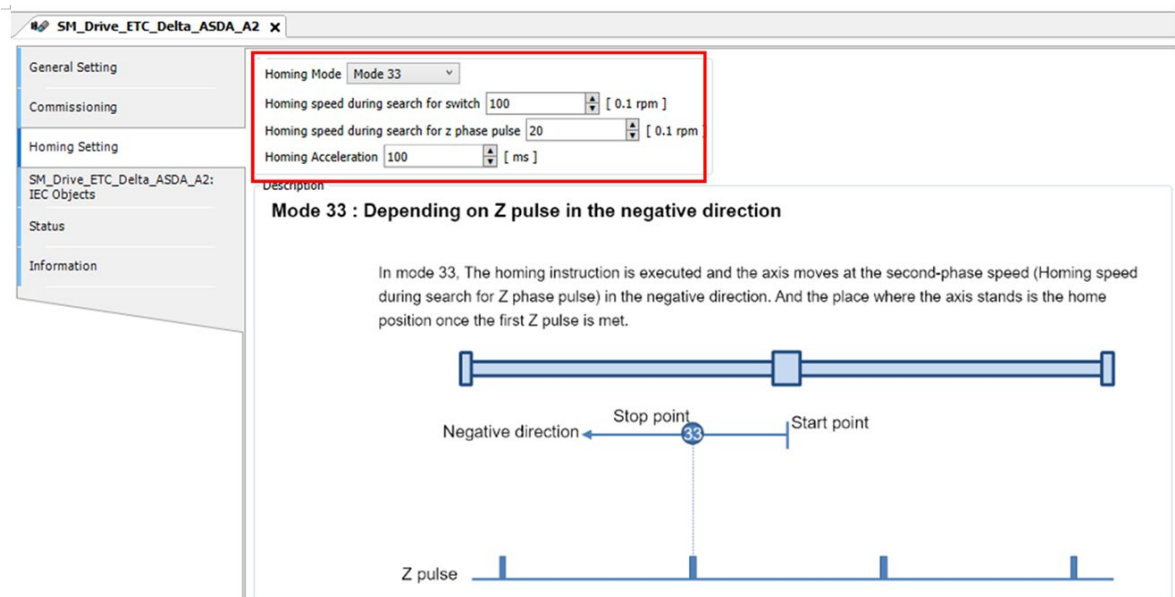 SM_Drive_ETC_Delta_ASDA_A2 X
General Setting
Commissioning
Homing Setting
SM_Drive_ETC_Delta_ASDA_A2:
IEC Objects
Status
Information
Homing Mode Mode 33
Homing speed during search for switch 100 [ 0.1 rpm ]
Homing speed during search for z phase pulse 20 [ 0.1 rpm ]
Homing Acceleration 100 [ ms ]
Description
Mode 33 : Depending on Z pulse in the negative direction
In mode 33, The homing instruction is executed and the axis moves at the second-phase speed (Homing speed
during search for Z phase pulse) in the negative direction. And the place where the axis stands is the home
position once the first Z pulse is met.
Stop point
Start point
Negative direction
33
Z pulse